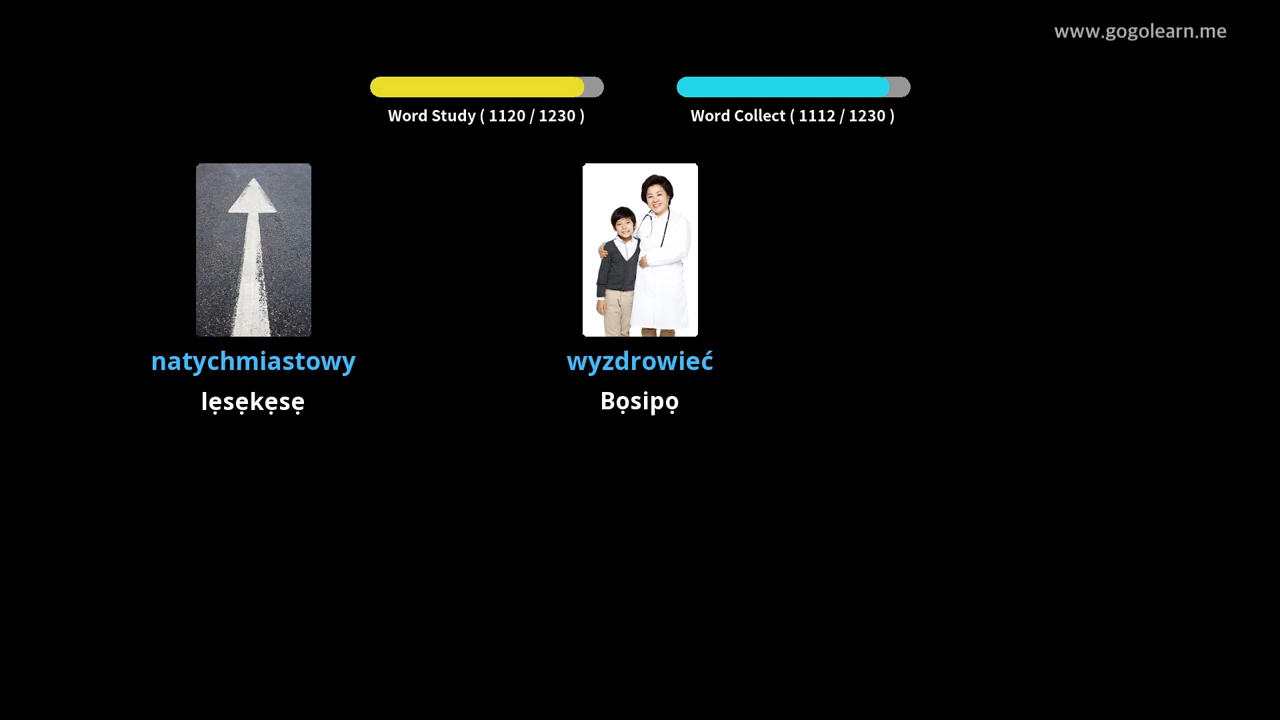 www.gogolearn.me
Word Study ( 1120 / 1230 )
Word Collect ( 1112 / 1230 )
natychmiastowy
lẹsẹkẹsẹ
wyzdrowieć
Bọsipọ